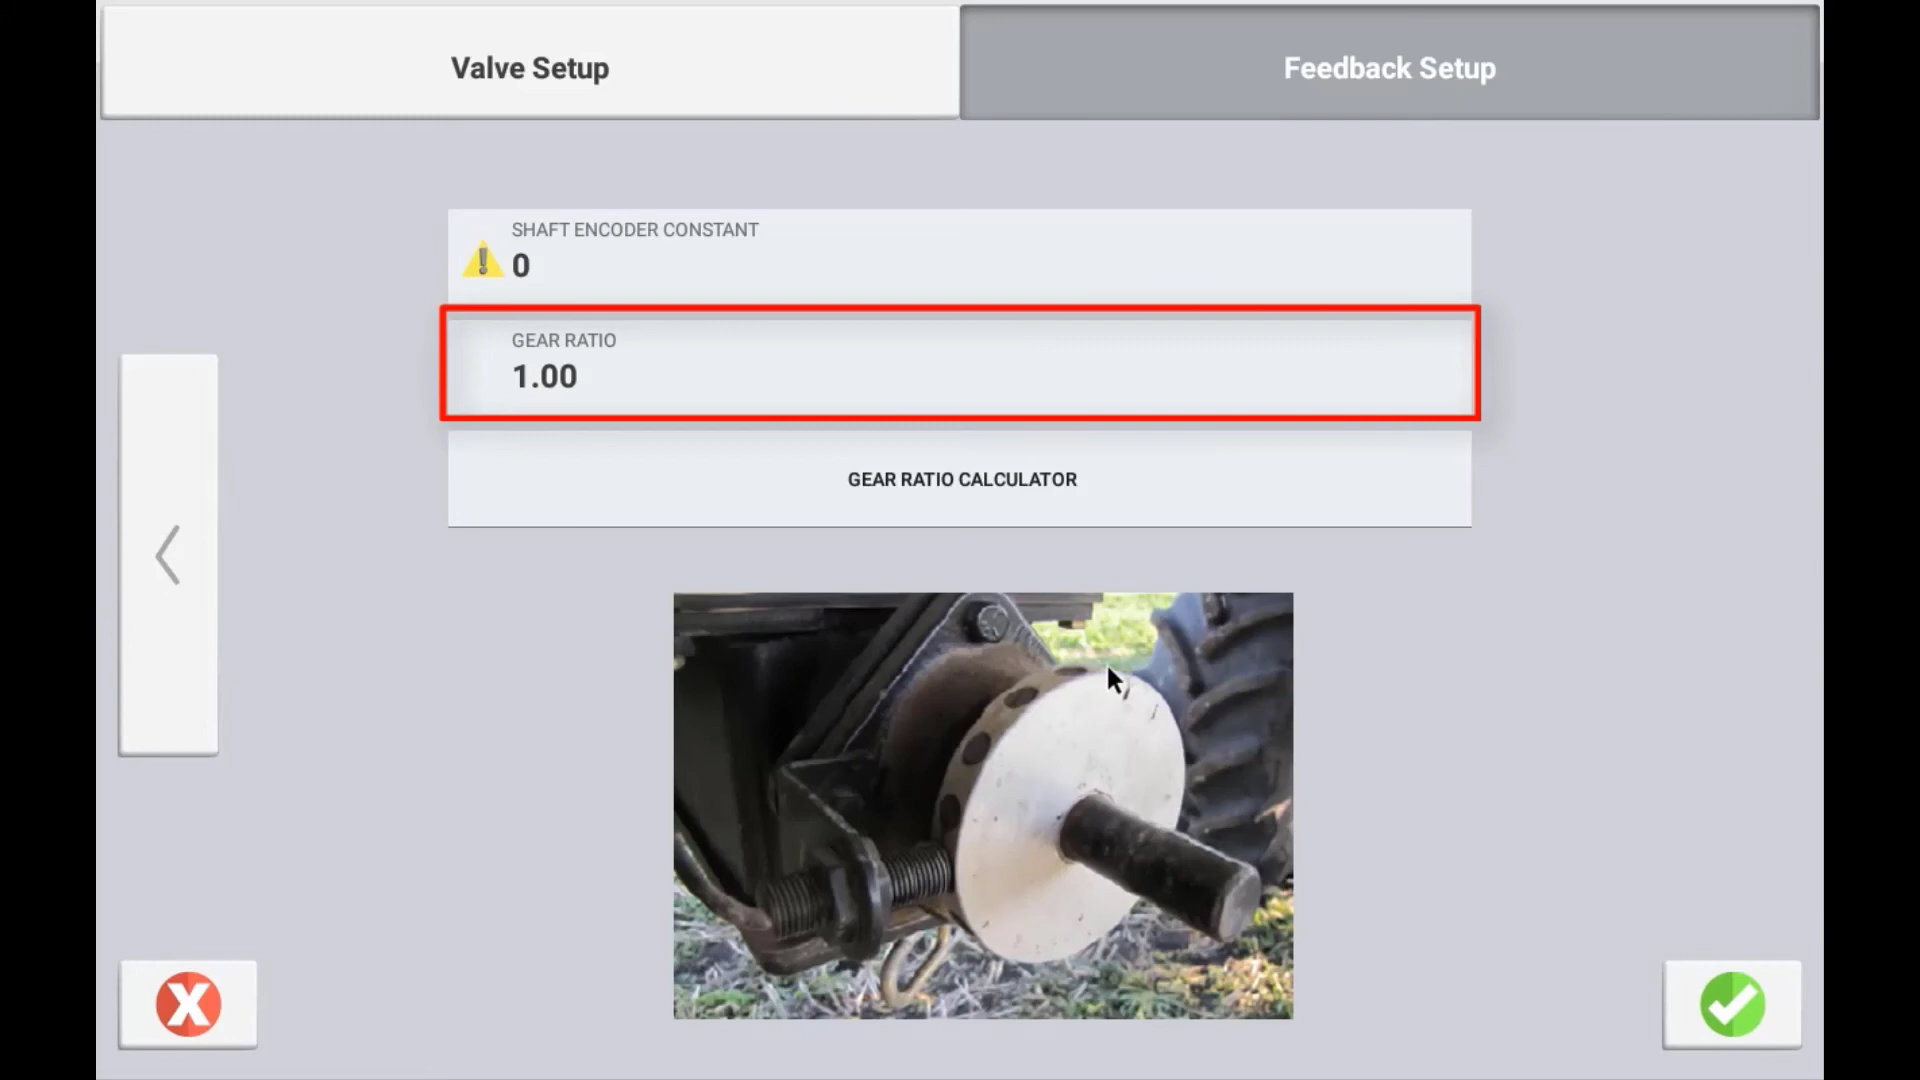 Valve Setup
Feedback Setup
SHAFT ENCODER CONSTANT
0
GEAR RATIO
1.00
GEAR RATIO CALCULATOR